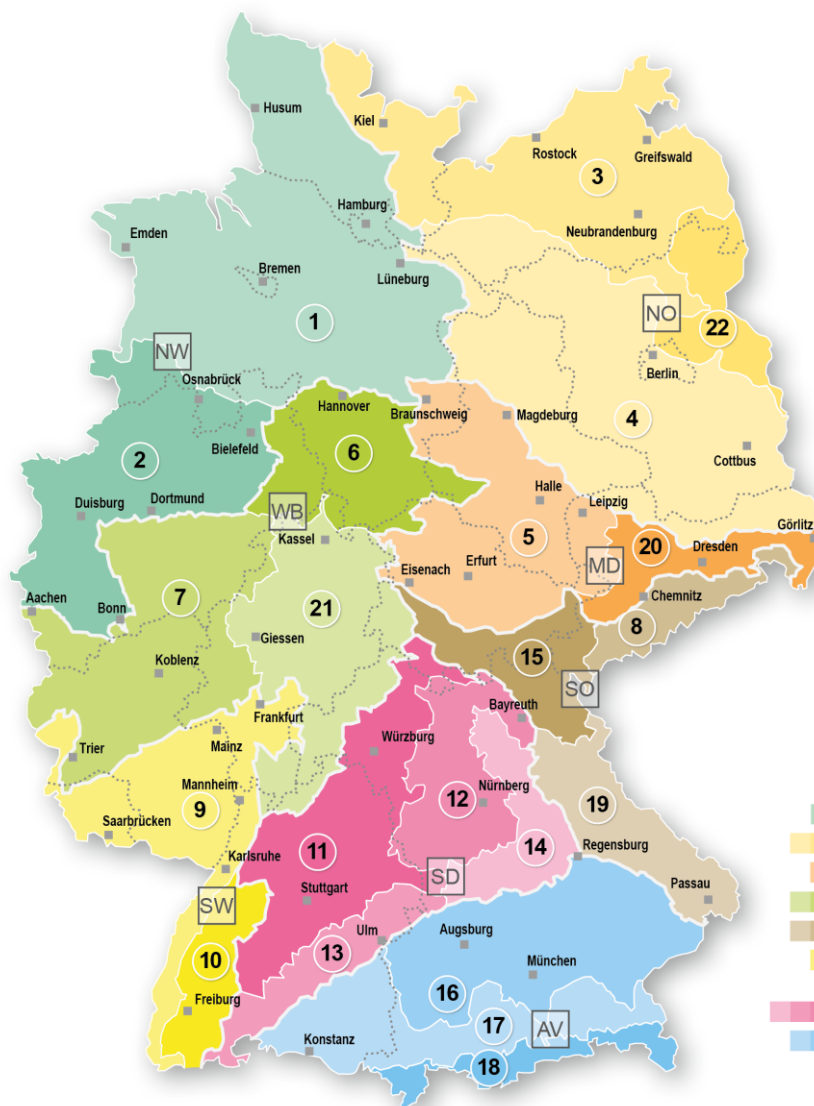 Husum
Kiel
Rostock
Greifswald
3
Hamburg
Neubrandenburg
Emden
Bremen
Lüneburg
1
NO
22
NW
Berlin
Osnabrück
Hannover
Braunschweig
Magdeburg
4
Bielefeld
6
2
Cottbus
Duisburg
Dortmund
Halle
Leipzig
WB
Görlitz
Kassel
5
20
Dresden
MD
Eisenach
Erfurt
Aachen
7
21
Chemnitz
Bonn
8
Giessen
15
Koblenz
SO
Frankfurt
Bayreuth
Mainz
Würzburg
Trier
Mannheim
12
Nürnberg
19
9
Saarbrücken
11
14
Karlsruhe
Regensburg
SD
Stuttgart
Passau
SW
Ulm
Augsburg
10
13
München
16
Freiburg
17
AV
Konstanz
18